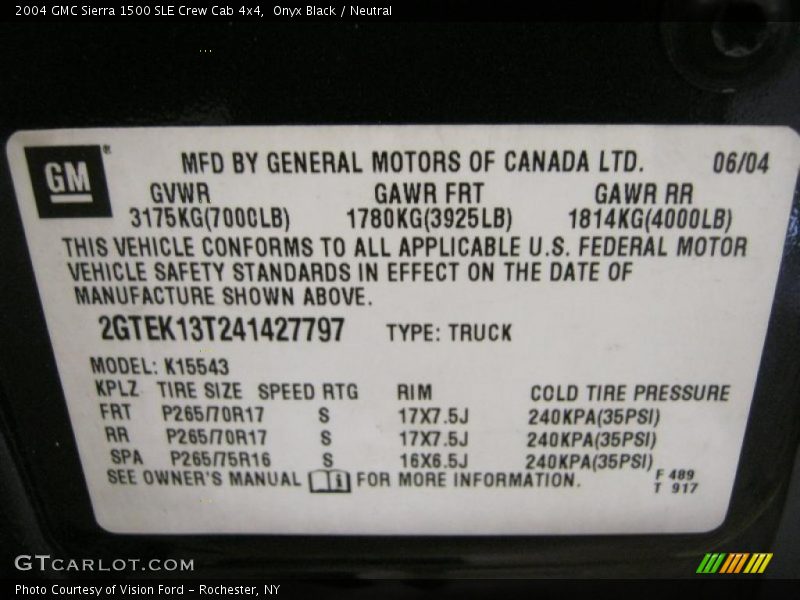 2004 GMC Sierra 1500 SLE Crew Cab 4x4,  Onyx Black / Neutral
GM ® MFD BY GENERAL MOTORS OF CANADA LTD. 06/04
GVWR GAWR FRT GAWR RR
3175KG(7000LB) 1780KG(3925LB) 1814KG(4000LB)
THIS VEHICLE CONFORMS TO ALL APPLICABLE U.S. FEDERAL MOTOR
VEHICLE SAFETY STANDARDS IN EFFECT ON THE DATE OF
MANUFACTURE SHOWN ABOVE.
2GTEK13T241427797 TYPE: TRUCK
MODEL: K15543
KPLZ TIRE SIZE SPEED RTG RIM COLD TIRE PRESSURE
FRT P265/70R17 S 17X7.5J 240KPA(35PSI)
RR P265/70R17 S 17X7.5J 240KPA(35PSI)
SPA P265/75R16 S 16X6.5J 240KPA(35PSI)
SEE OWNER'S MANUAL i FOR MORE INFORMATION.
F 489
T 917
GTCARLOT.COM
Photo Courtesy of Vision Ford – Rochester, NY